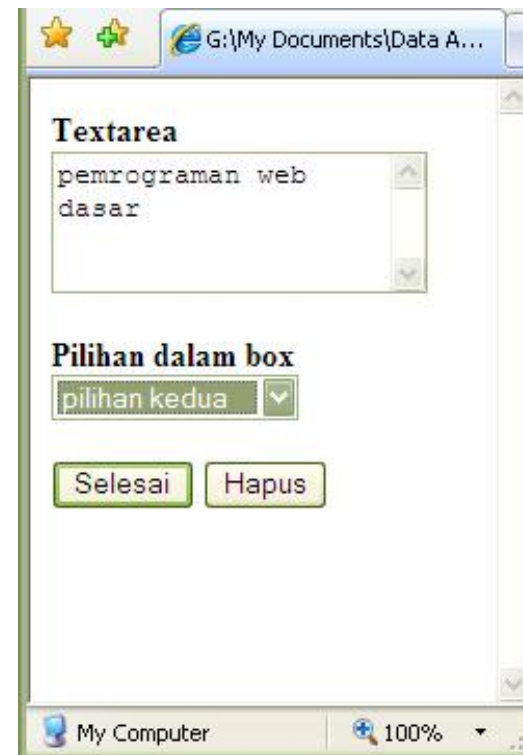 G:\My Documents\Data A...
Textarea
pemrograman web
dasar
Pilihan dalam box
pilihan kedua
Selesai Hapus
My Computer 100%